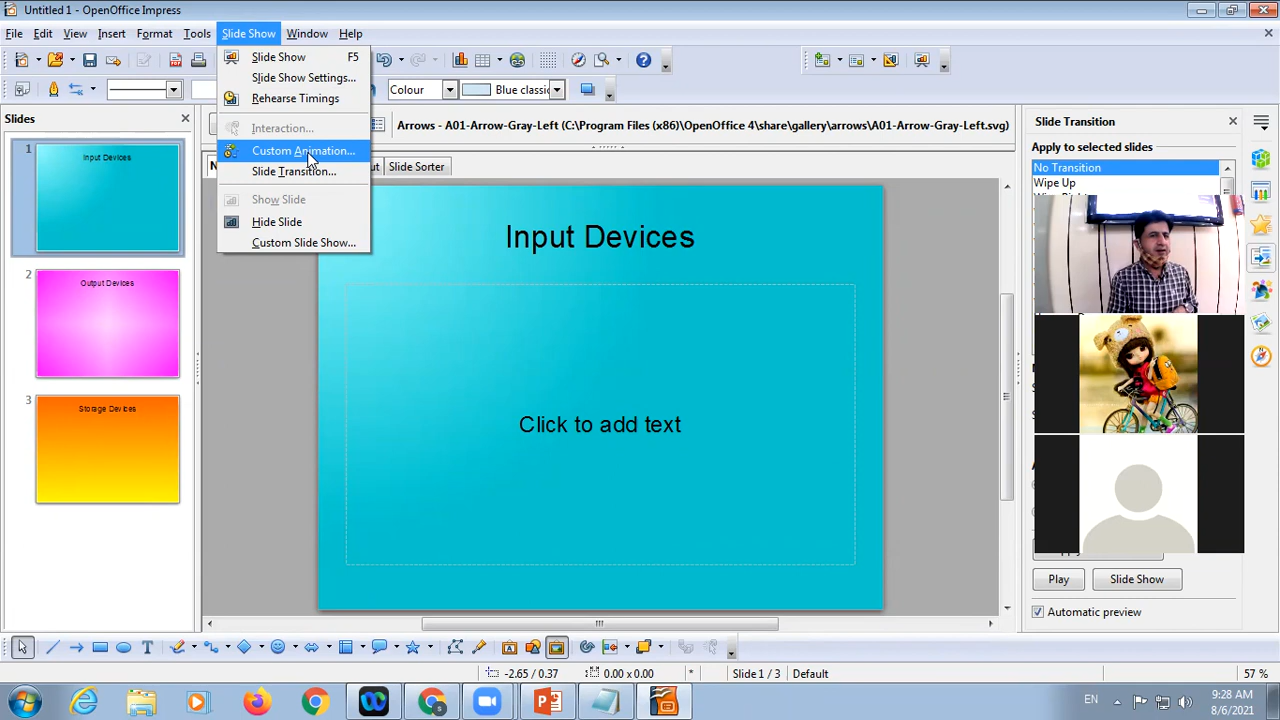 Untitled 1 - OpenOffice Impress
File Edit View Insert Format Tools Slide Show Window Help
Slide Show F5
Slide Show Settings...
Rehearse Timings
Interaction...
Custom Animation...
Slide Transition...
Show Slide
Hide Slide
Custom Slide Show...
Colour Blue classic
Arrows - A01-Arrow-Gray-Left (C:\Program Files (x86)\OpenOffice 4\share\gallery\arrows\A01-Arrow-Gray-Left.svg)
Slide Sorter
Slides
1
Input Devices
2
Output Devices
3
Storage Devices
Input Devices
Click to add text
Slide Transition
Apply to selected slides
No Transition
Wipe Up
Play Slide Show
Automatic preview
-2.65 / 0.37 0.00 x 0.00 * Slide 1 / 3 Default 57 %
EN
9:28 AM
8/6/2021